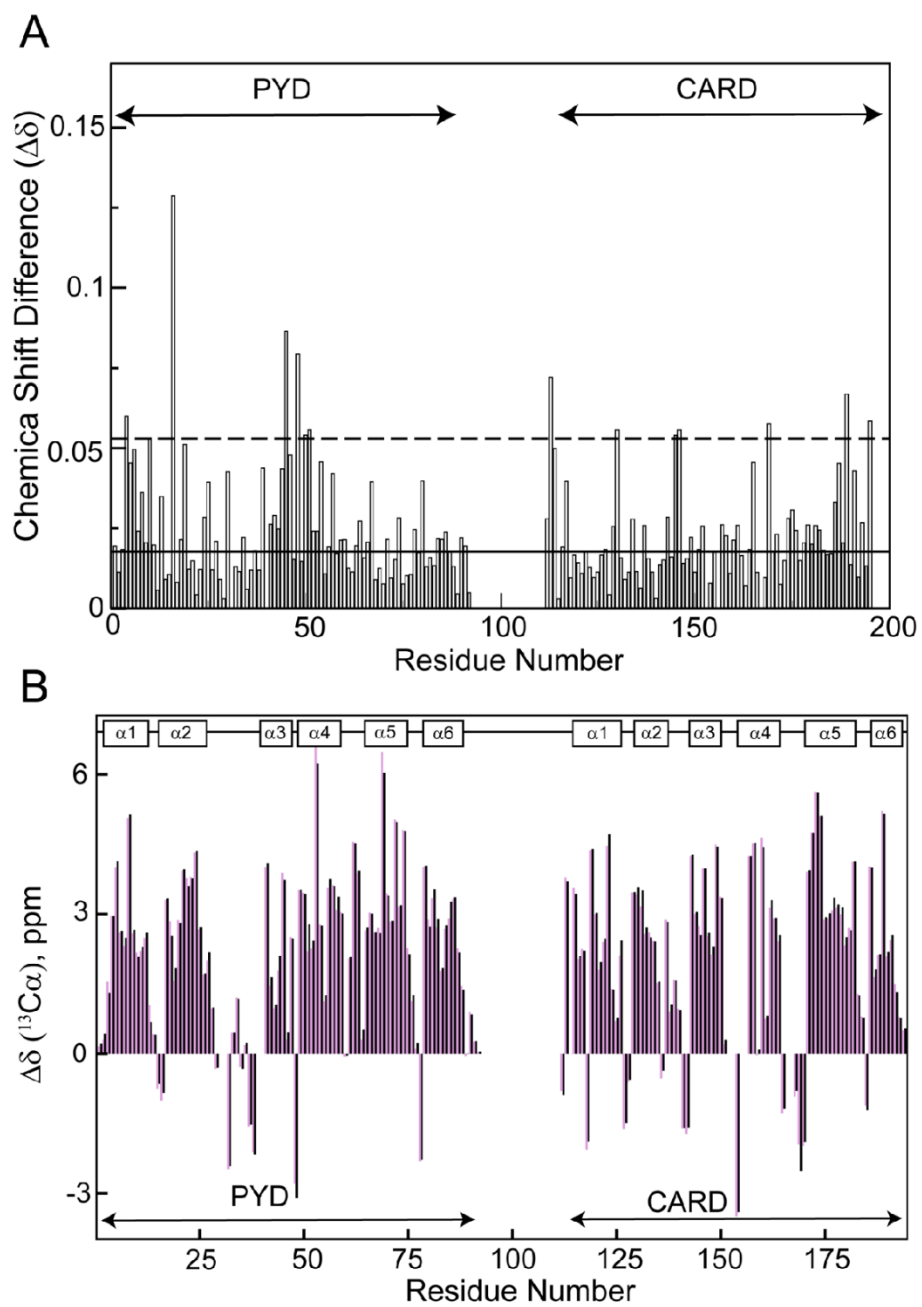 A
PYD
CARD
0.15
0.1
0.05
0
Chemica Shift Difference (Δδ)
0 50 100 150 200
Residue Number
B
α1 α2 α3 α4 α5 α6 α1 α2 α3 α4 α5 α6
6
3
0
-3
Δδ (¹³Cα), ppm
PYD
CARD
25 50 75 100 125 150 175
Residue Number